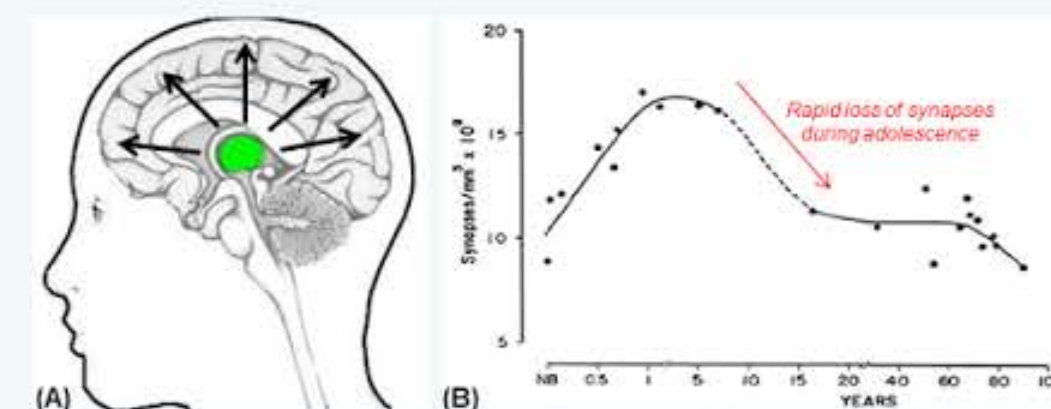 20
15
10
5
Synapses/mm³ x 10⁸
Rapid loss of synapses
during adolescence
NB 0.5 1 5 10 15 20 40 60 80 10
YEARS
(A)
(B)